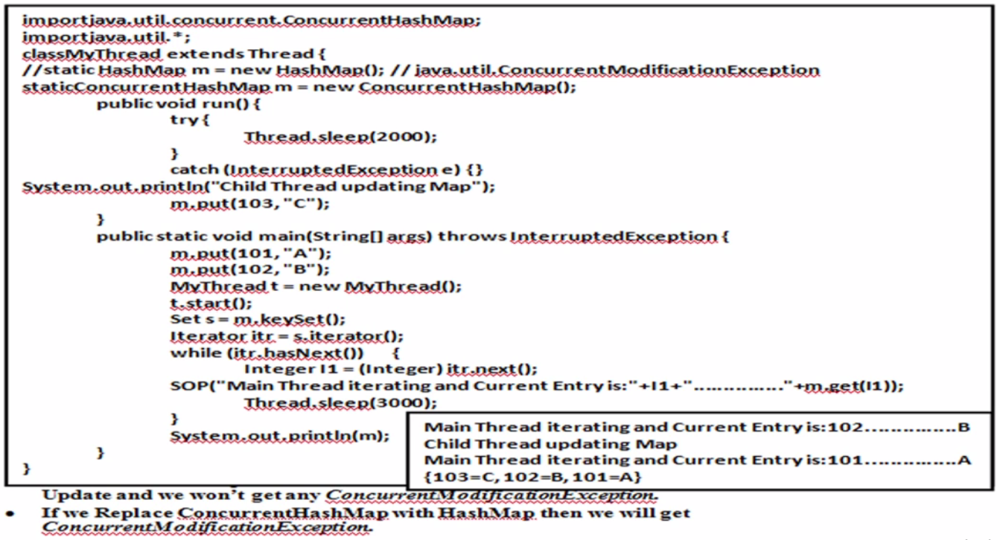 importjava.util.concurrent.ConcurrentHashMap;
importjava.util.*;
classMyThread extends Thread {
//static HashMap m = new HashMap(); // java.util.ConcurrentModificationException
staticConcurrentHashMap m = new ConcurrentHashMap();
public void run() {
try {
Thread.sleep(2000);
}
catch (InterruptedException e) {}
System.out.println("Child Thread updating Map");
m.put(103, "C");
}
public static void main(String[] args) throws InterruptedException {
m.put(101, "A");
m.put(102, "B");
MyThread t = new MyThread();
t.start();
Set s = m.keySet();
Iterator itr = s.iterator();
while (itr.hasNext()) {
Integer I1 = (Integer) itr.next();
SOP("Main Thread iterating and Current Entry is:"+I1+"..............."+m.get(I1));
Thread.sleep(3000);
}
System.out.println(m);
}
}
Main Thread iterating and Current Entry is:102...............B
Child Thread updating Map
Main Thread iterating and Current Entry is:101...............A
{103=C, 102=B, 101=A}
Update and we won't get any ConcurrentModificationException.
• If we Replace ConcurrentHashMap with HashMap then we will get
ConcurrentModificationException.